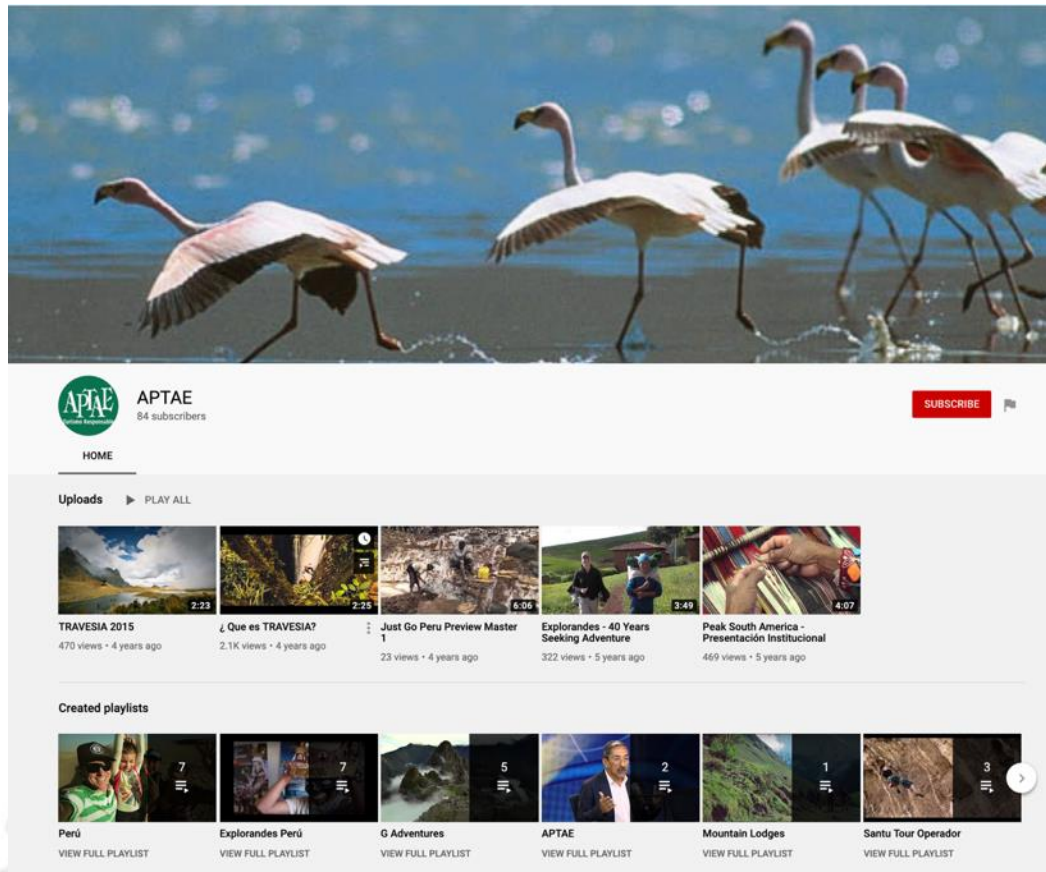 APTAE
Turismo Responsable
APTAE
84 subscribers
SUBSCRIBE
HOME
Uploads
PLAY ALL
2:23
2:25
6:06
3:49
4:07
TRAVESIA 2015
470 views • 4 years ago
¿ Que es TRAVESIA?
2.1K views • 4 years ago
Just Go Peru Preview Master
1
23 views • 4 years ago
Explorandes - 40 Years
Seeking Adventure
322 views • 5 years ago
Peak South America -
Presentación Institucional
469 views • 5 years ago
Created playlists
7
7
5
2
1
3
Perú
VIEW FULL PLAYLIST
Explorandes Perú
VIEW FULL PLAYLIST
G Adventures
VIEW FULL PLAYLIST
APTAE
VIEW FULL PLAYLIST
Mountain Lodges
VIEW FULL PLAYLIST
Santu Tour Operador
VIEW FULL PLAYLIST